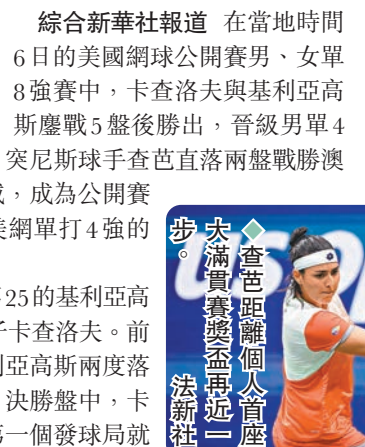 綜合新華社報道 在當地時間
6日的美國網球公開賽男、女單
8強賽中，卡查洛夫與基利亞高
斯鏖戰5盤後勝出，晉級男單4
突尼斯球手查芭直落兩盤戰勝澳
，成為公開賽
網單打4強的
25的基利亞高
卡查洛夫。前
利亞高斯兩度落
決勝盤中，卡
第一個發球局就
◆查芭距離個人首座
大滿貫賽獎盃再近一
步。 法新社